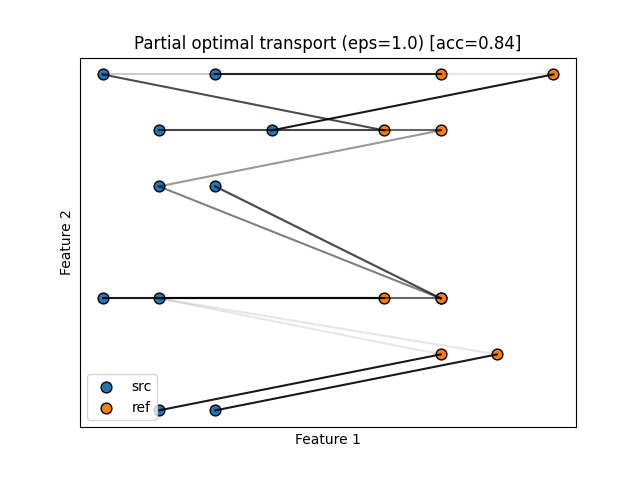 Partial optimal transport (eps=1.0) [acc=0.84]
Feature 2
src
ref
Feature 1